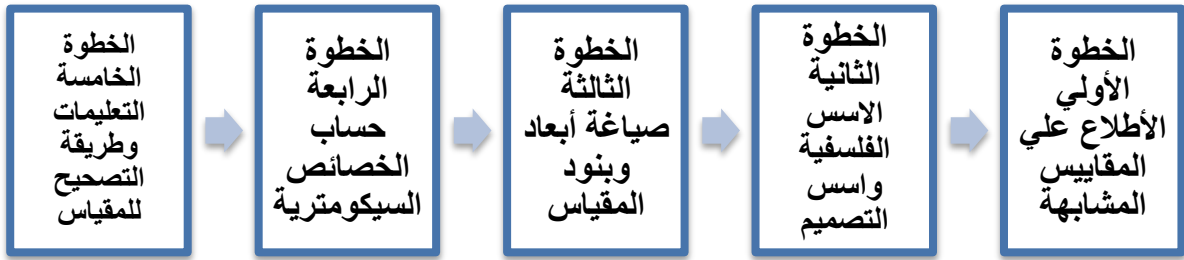 الخطوة
الأولي
الأطلاع علي
المقاييس
المشابهة
الخطوة
الثانية
الاسس
الفلسفية
واسس
التصميم
الخطوة
الثالثة
صياغة أبعاد
وبنود
المقياس
الخطوة
الرابعة
حساب
الخصائص
السيكومترية
الخطوة
الخامسة
التعليمات
وطريقة
التصحيح
للمقياس